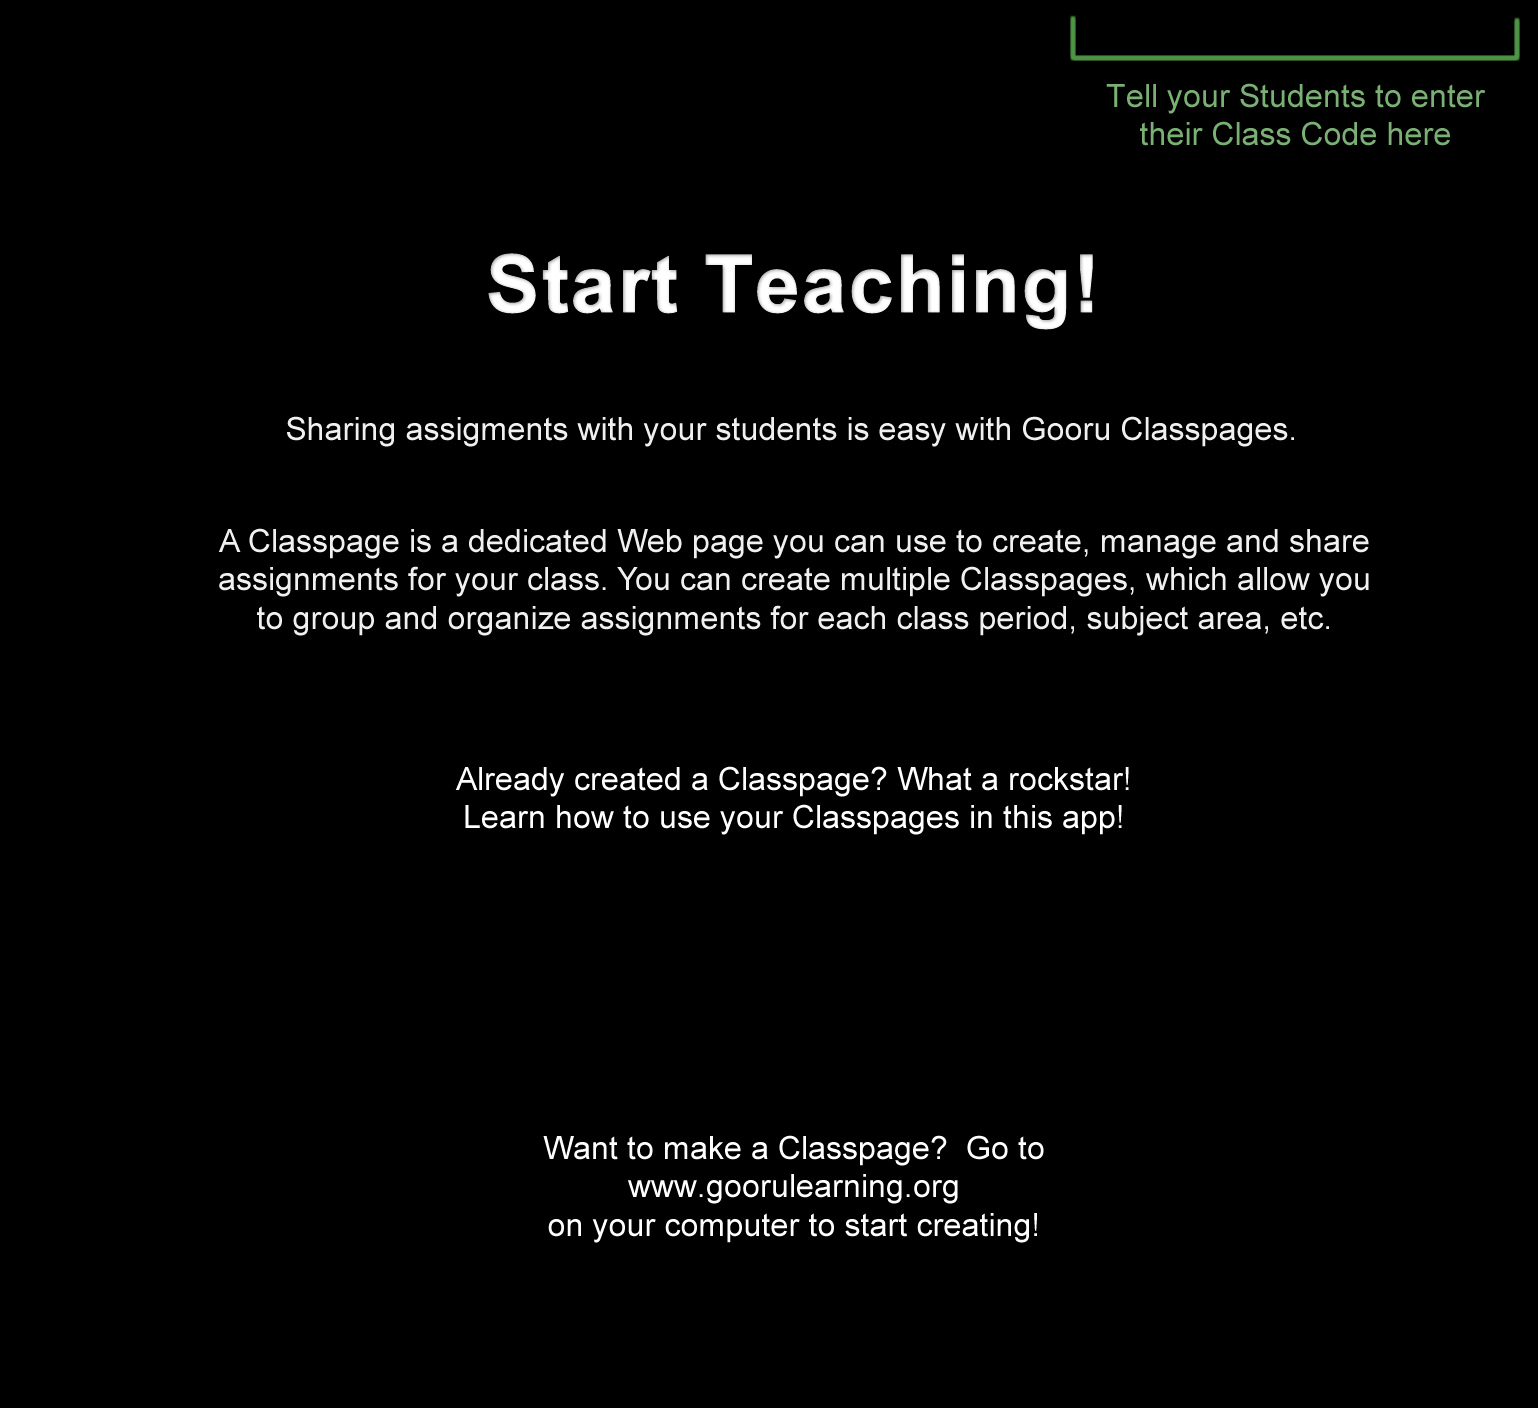 Tell your Students to enter
their Class Code here
Start Teaching!
Sharing assigments with your students is easy with Gooru Classpages.
A Classpage is a dedicated Web page you can use to create, manage and share
assignments for your class. You can create multiple Classpages, which allow you
to group and organize assignments for each class period, subject area, etc.
Already created a Classpage? What a rockstar!
Learn how to use your Classpages in this app!
Want to make a Classpage?  Go to
www.goorulearning.org
on your computer to start creating!